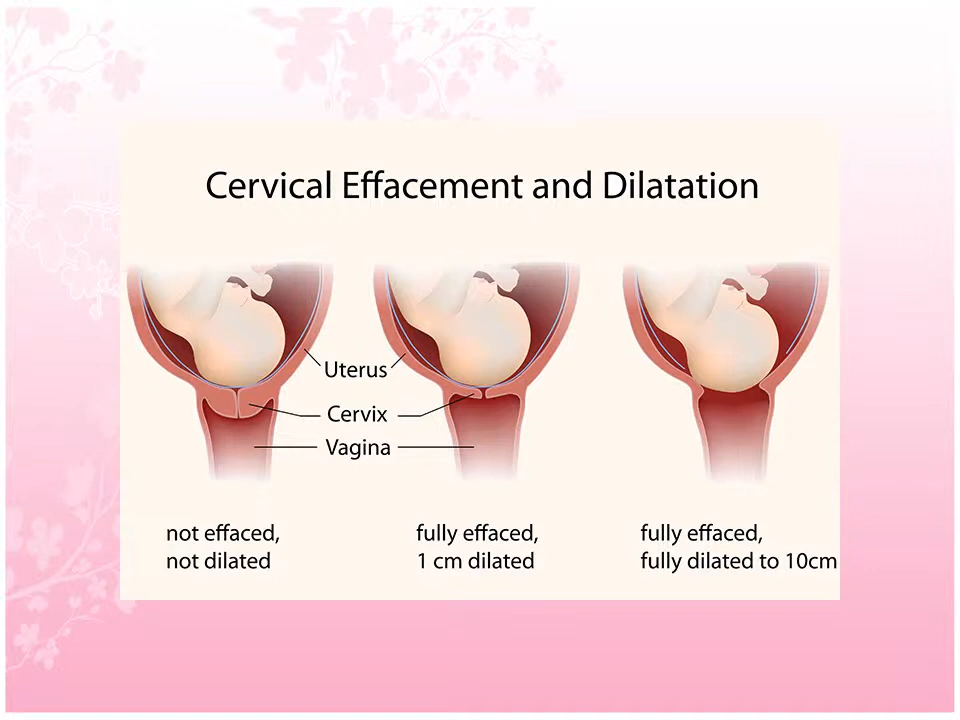 Cervical Effacement and Dilatation
Uterus
Cervix
Vagina
not effaced,
not dilated
fully effaced,
1 cm dilated
fully effaced,
fully dilated to 10cm